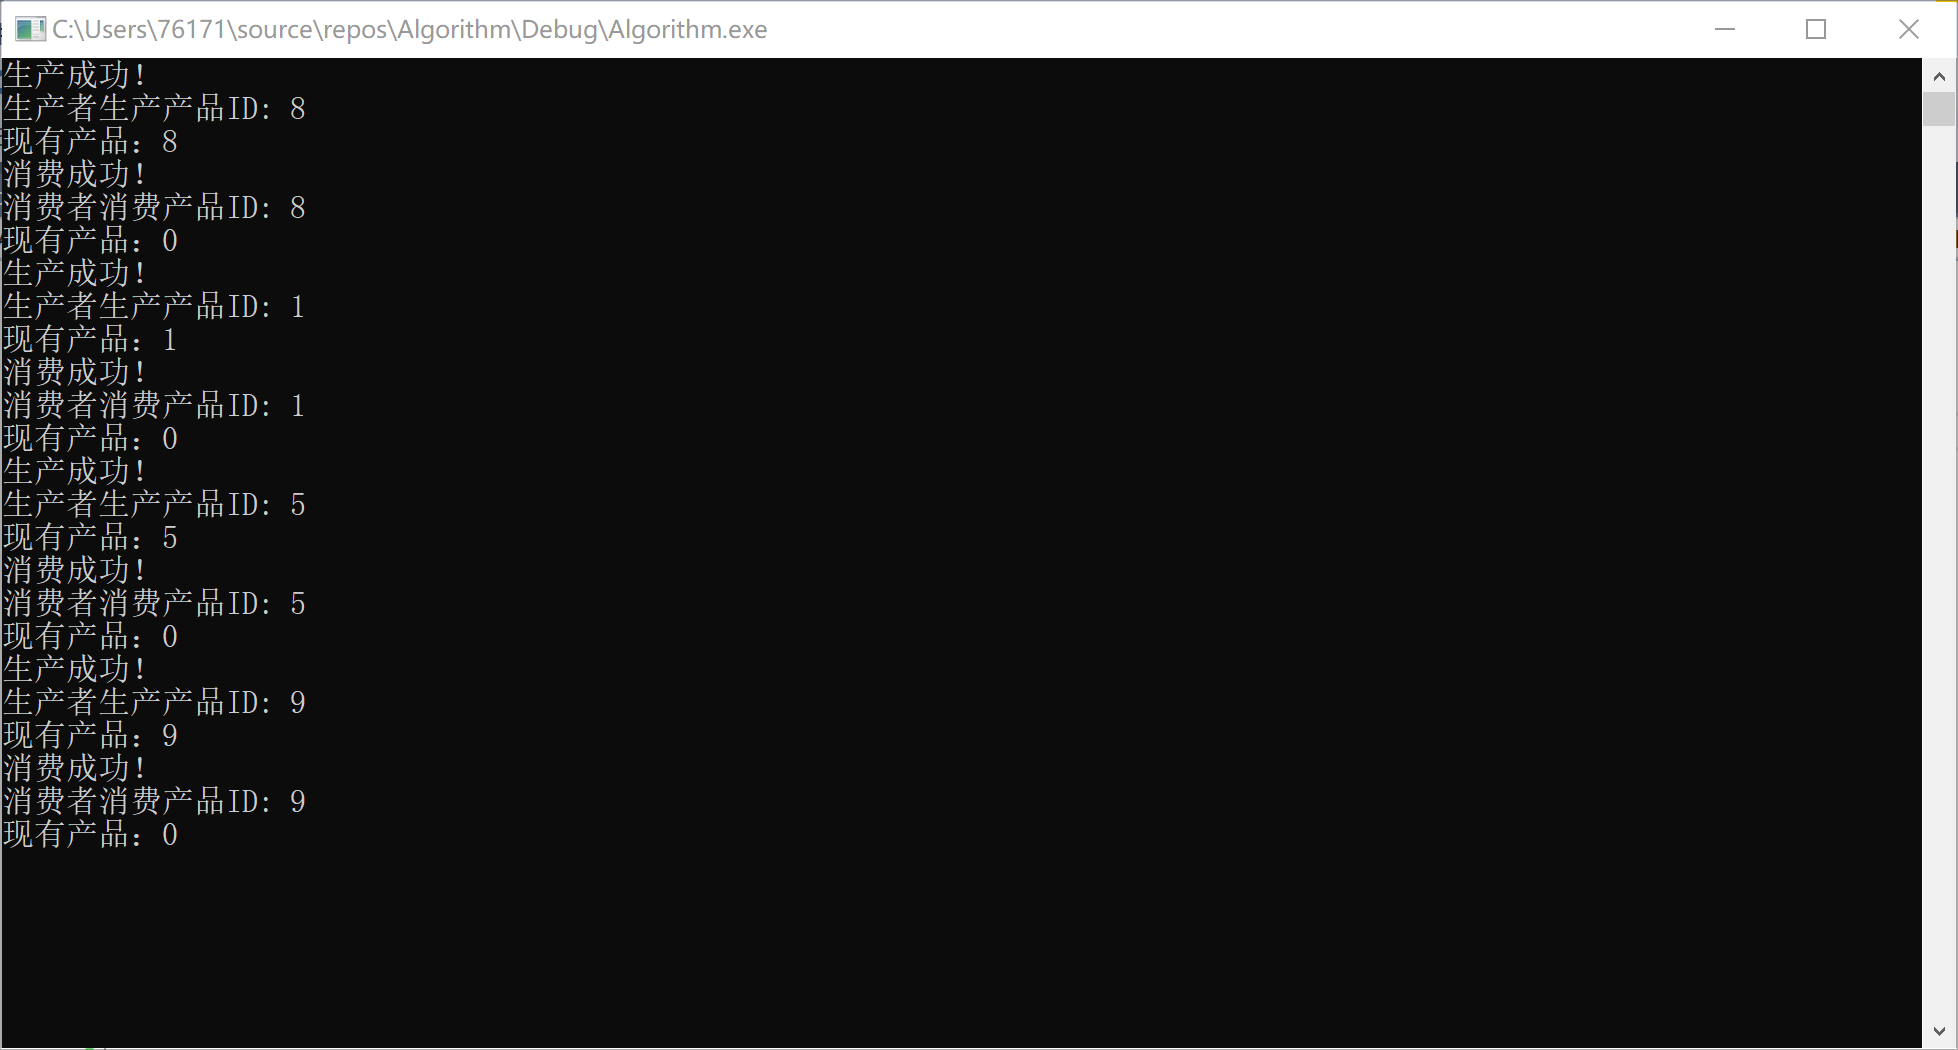 C:\Users\76171\source\repos\Algorithm\Debug\Algorithm.exe
生产成功!
生产者生产产品ID: 8
现有产品：8
消费成功!
消费者消费产品ID: 8
现有产品：0
生产成功!
生产者生产产品ID: 1
现有产品：1
消费成功!
消费者消费产品ID: 1
现有产品：0
生产成功!
生产者生产产品ID: 5
现有产品：5
消费成功!
消费者消费产品ID: 5
现有产品：0
生产成功!
生产者生产产品ID: 9
现有产品：9
消费成功!
消费者消费产品ID: 9
现有产品：0